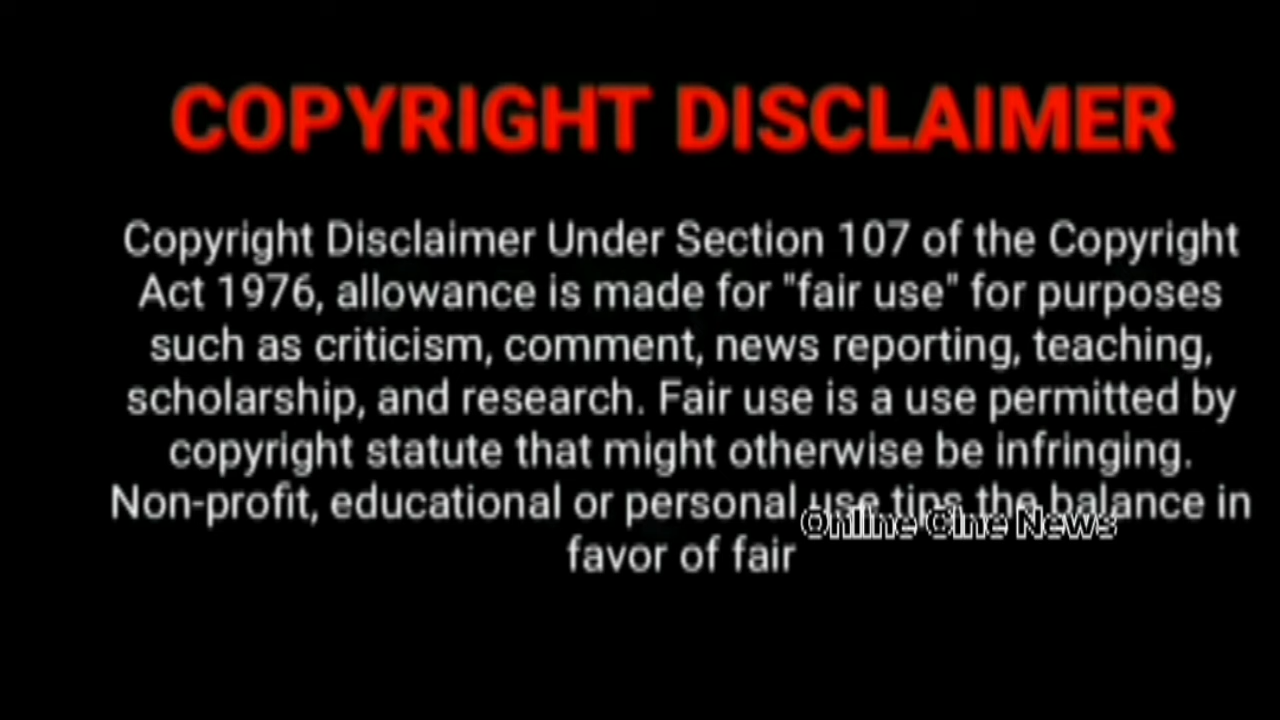 COPYRIGHT DISCLAIMER
Copyright Disclaimer Under Section 107 of the Copyright
Act 1976, allowance is made for "fair use" for purposes
such as criticism, comment, news reporting, teaching,
scholarship, and research. Fair use is a use permitted by
copyright statute that might otherwise be infringing.
Non-profit, educational or personal use tips the balance in
Online Cine News
favor of fair